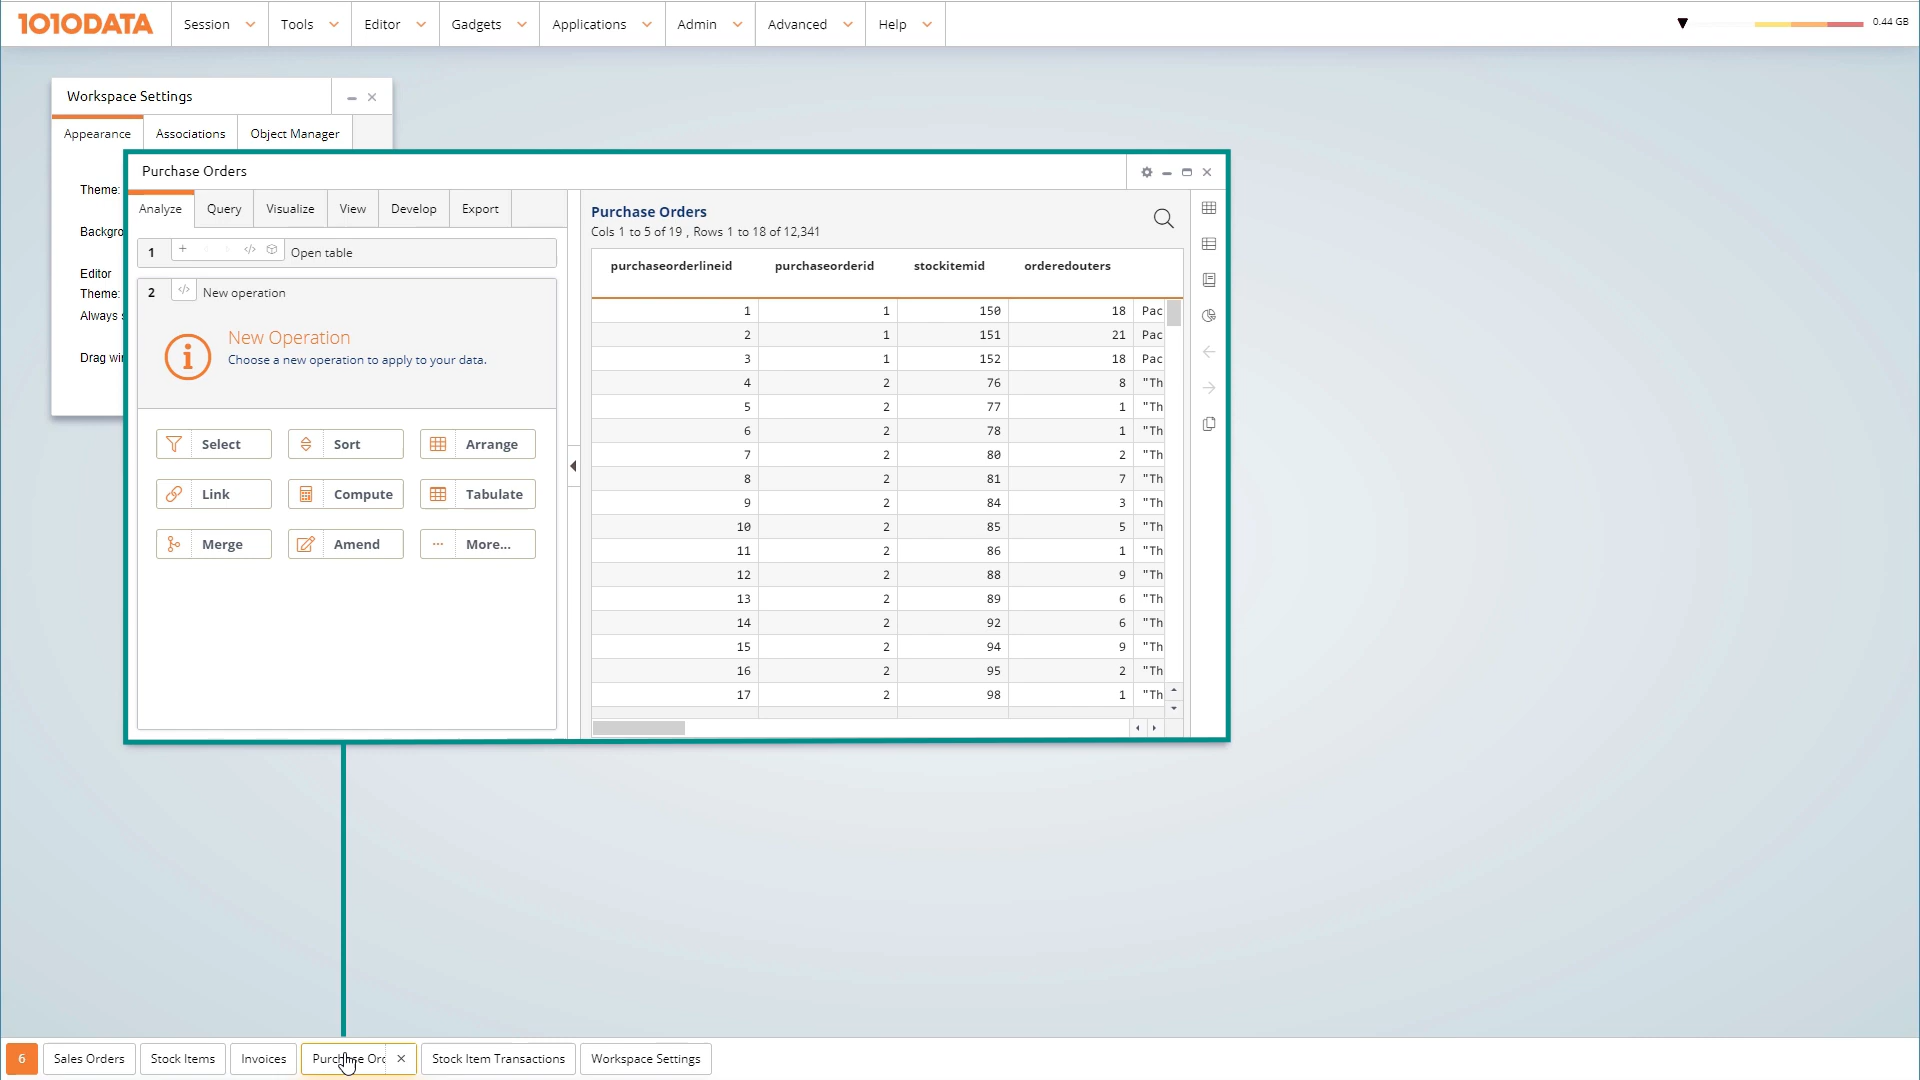 1010DATA
Session
Tools
Editor
Gadgets
Applications
Admin
Advanced
Help
0.44 GB
Workspace Settings
Appearance
Associations
Object Manager
Theme:
Backgro
Editor
Theme:
Always s
Drag wi
Purchase Orders
Analyze
Query
Visualize
View
Develop
Export
1 + </> Open table
2 </> New operation
New Operation
Choose a new operation to apply to your data.
Select
Sort
Arrange
Link
Compute
Tabulate
Merge
Amend
More...
Purchase Orders
Cols 1 to 5 of 19 , Rows 1 to 18 of 12,341
purchaseorderlineid purchaseorderid stockitemid orderedouters
1 1 150 18 Pac
2 1 151 21 Pac
3 1 152 18 Pac
4 2 76 8 "Th
5 2 77 1 "Th
6 2 78 1 "Th
7 2 80 2 "Th
8 2 81 7 "Th
9 2 84 3 "Th
10 2 85 5 "Th
11 2 86 1 "Th
12 2 88 9 "Th
13 2 89 6 "Th
14 2 92 6 "Th
15 2 94 9 "Th
16 2 95 2 "Th
17 2 98 1 "Th
6
Sales Orders
Stock Items
Invoices
Purchase Orc
Stock Item Transactions
Workspace Settings